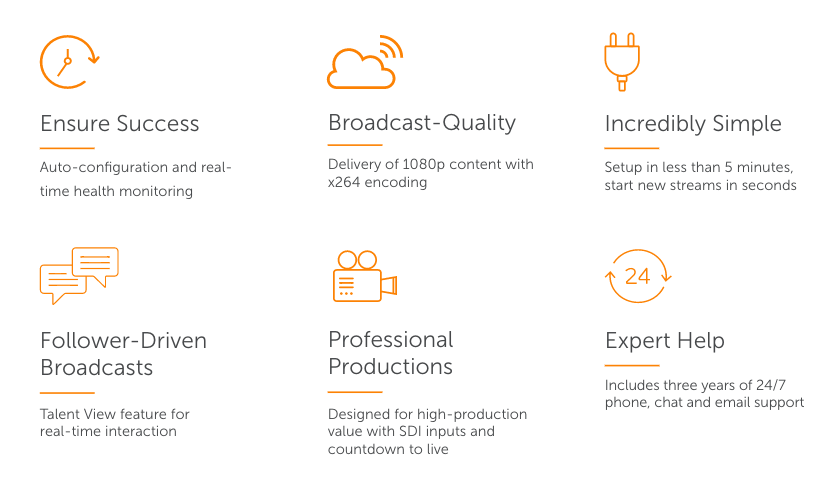 Ensure Success
Auto-configuration and real-
time health monitoring
Broadcast-Quality
Delivery of 1080p content with
x264 encoding
Incredibly Simple
Setup in less than 5 minutes,
start new streams in seconds
Follower-Driven
Broadcasts
Talent View feature for
real-time interaction
Professional
Productions
Designed for high-production
value with SDI inputs and
countdown to live
24
Expert Help
Includes three years of 24/7
phone, chat and email support